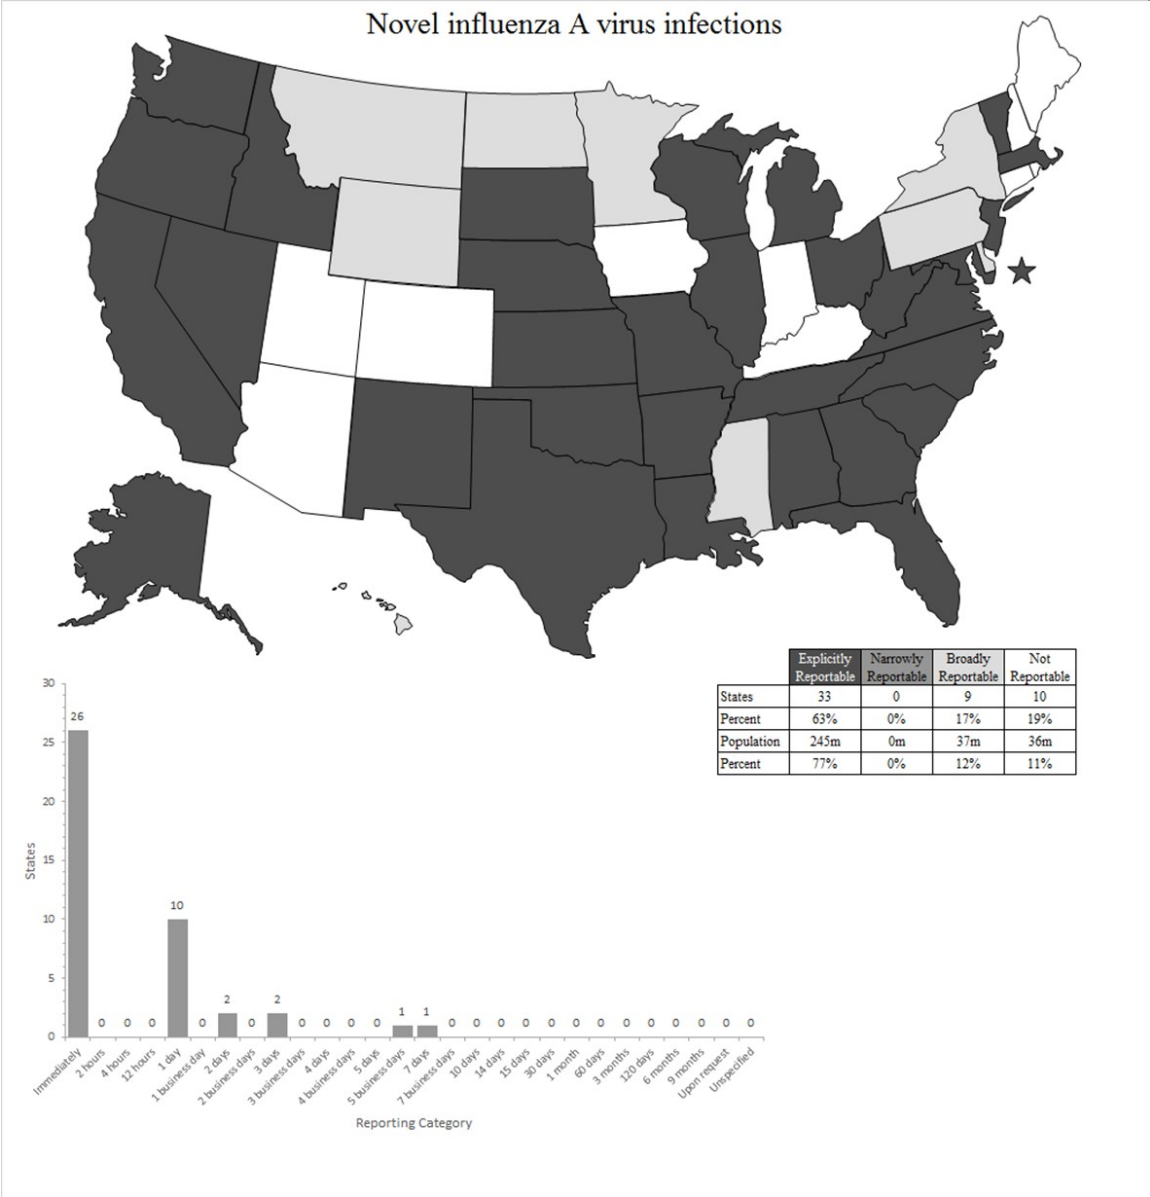 Novel influenza A virus infections
Explicitly Reportable Narrowly Reportable Broadly Reportable Not Reportable
States 33 0 9 10
Percent 63% 0% 17% 19%
Population 245m 0m 37m 36m
Percent 77% 0% 12% 11%
30
25
20
15
10
5
0
States
26 0 0 0 10 0 2 0 2 0 0 0 0 1 1 0 0 0 0 0 0 0 0 0 0 0 0 0
Immediately
2 hours
4 hours
12 hours
1 day
1 business day
2 days
2 business days
3 days
3 business days
4 days
4 business days
5 days
5 business days
7 days
7 business days
10 days
14 days
15 days
30 days
1 month
60 days
3 months
120 days
6 months
9 months
Upon request
Unspecified
Reporting Category